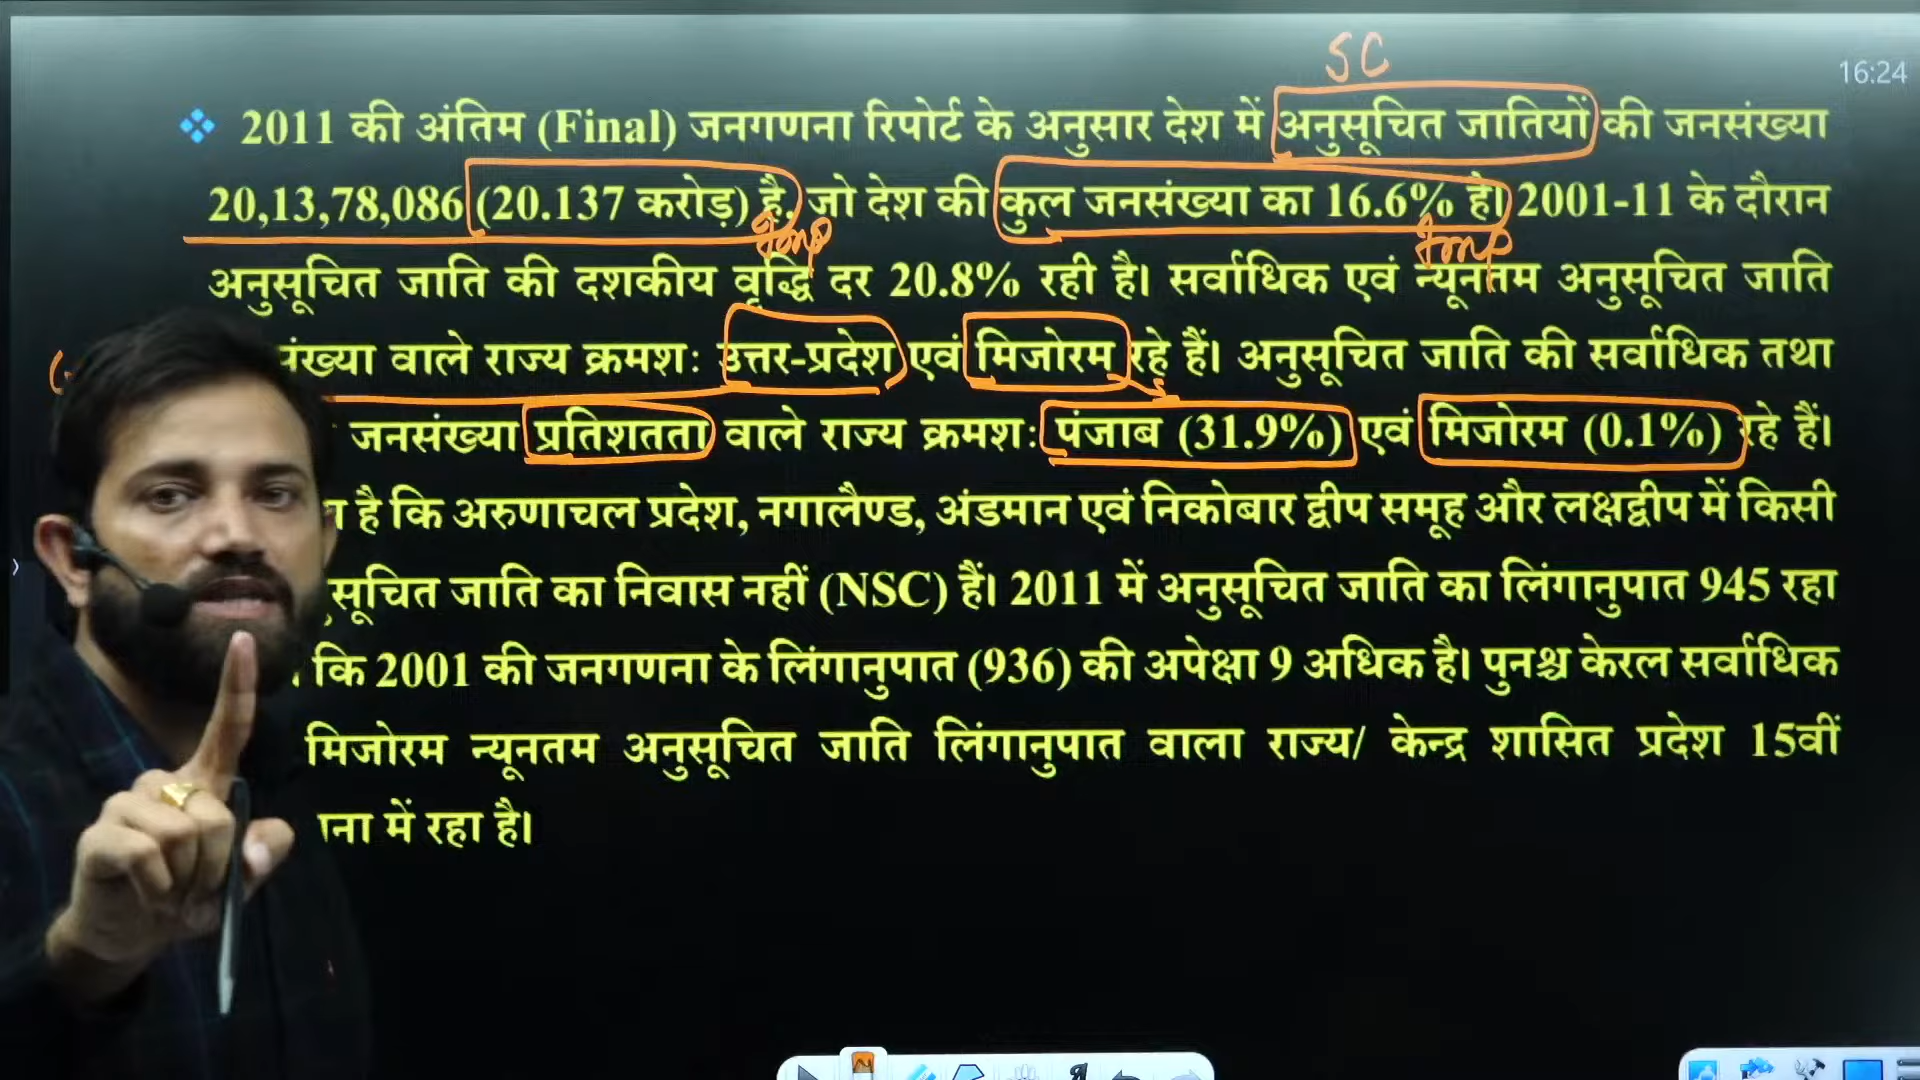 SC
16:24
❖ 2011 की अंतिम (Final) जनगणना रिपोर्ट के अनुसार देश में अनुसूचित जातियों की जनसंख्या
20,13,78,086 (20.137 करोड़) है, जो देश की कुल जनसंख्या का 16.6% है। 2001-11 के दौरान
Imp Imp
अनुसूचित जाति की दशकीय वृद्धि दर 20.8% रही है। सर्वाधिक एवं न्यूनतम अनुसूचित जाति
संख्या वाले राज्य क्रमश: उत्तर-प्रदेश एवं मिजोरम रहे हैं। अनुसूचित जाति की सर्वाधिक तथा
जनसंख्या प्रतिशतता वाले राज्य क्रमश: पंजाब (31.9%) एवं मिजोरम (0.1%) रहे हैं।
है कि अरुणाचल प्रदेश, नगालैण्ड, अंडमान एवं निकोबार द्वीप समूह और लक्षद्वीप में किसी
सूचित जाति का निवास नहीं (NSC) हैं। 2011 में अनुसूचित जाति का लिंगानुपात 945 रहा
कि 2001 की जनगणना के लिंगानुपात (936) की अपेक्षा 9 अधिक है। पुनश्च केरल सर्वाधिक
मिजोरम न्यूनतम अनुसूचित जाति लिंगानुपात वाला राज्य/ केन्द्र शासित प्रदेश 15वीं
में रहा है।